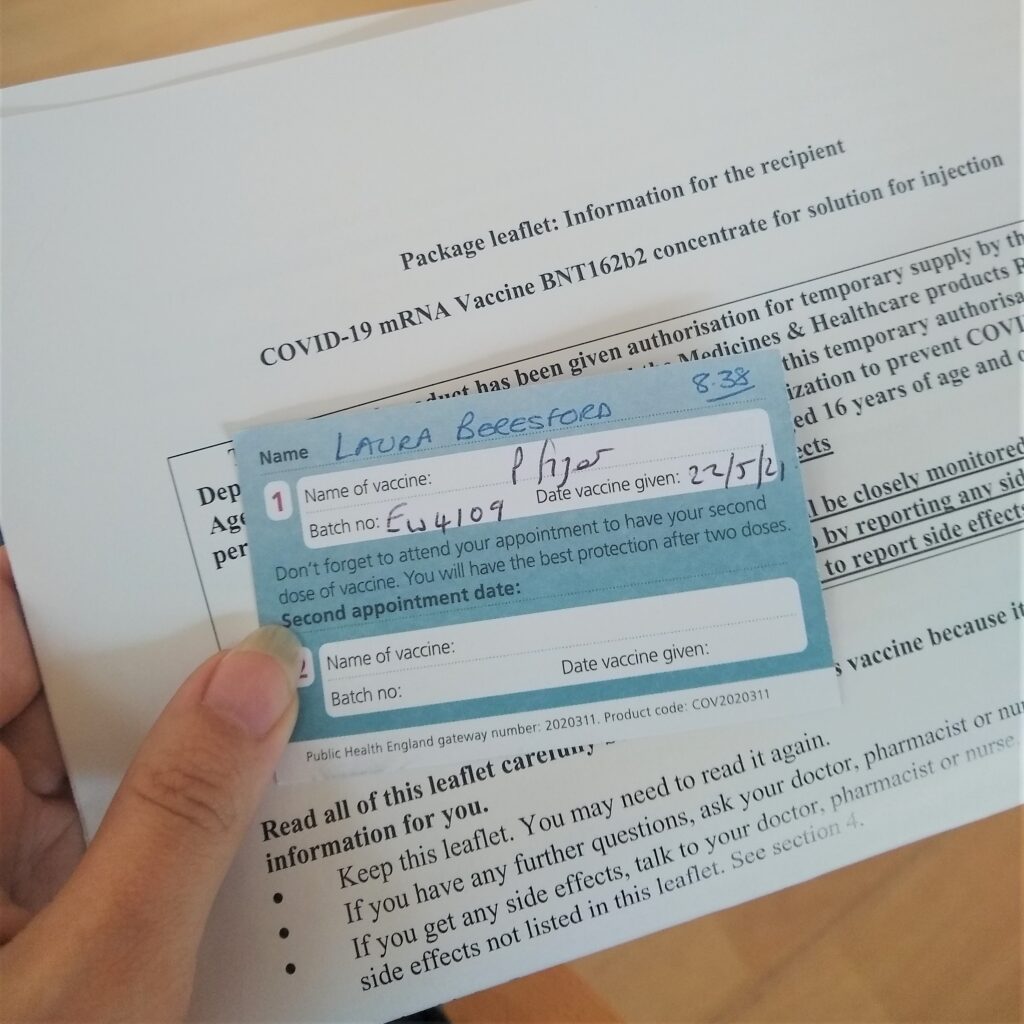 Package leaflet: Information for the recipient
COVID-19 mRNA Vaccine BNT162b2 concentrate for solution for injection
has been given authorisation for temporary supply by
Medicines & Healthcare products
this temporary authorisa
ization to prevent COVI
ed 16 years of age and
ects
Dep
Age
per
l be closely monitored
by reporting any sid
to report side effects
Name LAURA BERESFORD 8.38
1 Name of vaccine: Pfizer
Batch no: EW4109 Date vaccine given: 22/5/21
Don't forget to attend your appointment to have your second
dose of vaccine. You will have the best protection after two doses.
Second appointment date:
2 Name of vaccine:
Batch no: Date vaccine given:
Public Health England gateway number: 2020311. Product code: COV2020311
s vaccine because it
Read all of this leaflet carefully
information for you.
• Keep this leaflet. You may need to read it again.
• If you have any further questions, ask your doctor, pharmacist or nur
• If you get any side effects, talk to your doctor, pharmacist or nurse.
side effects not listed in this leaflet. See section 4.